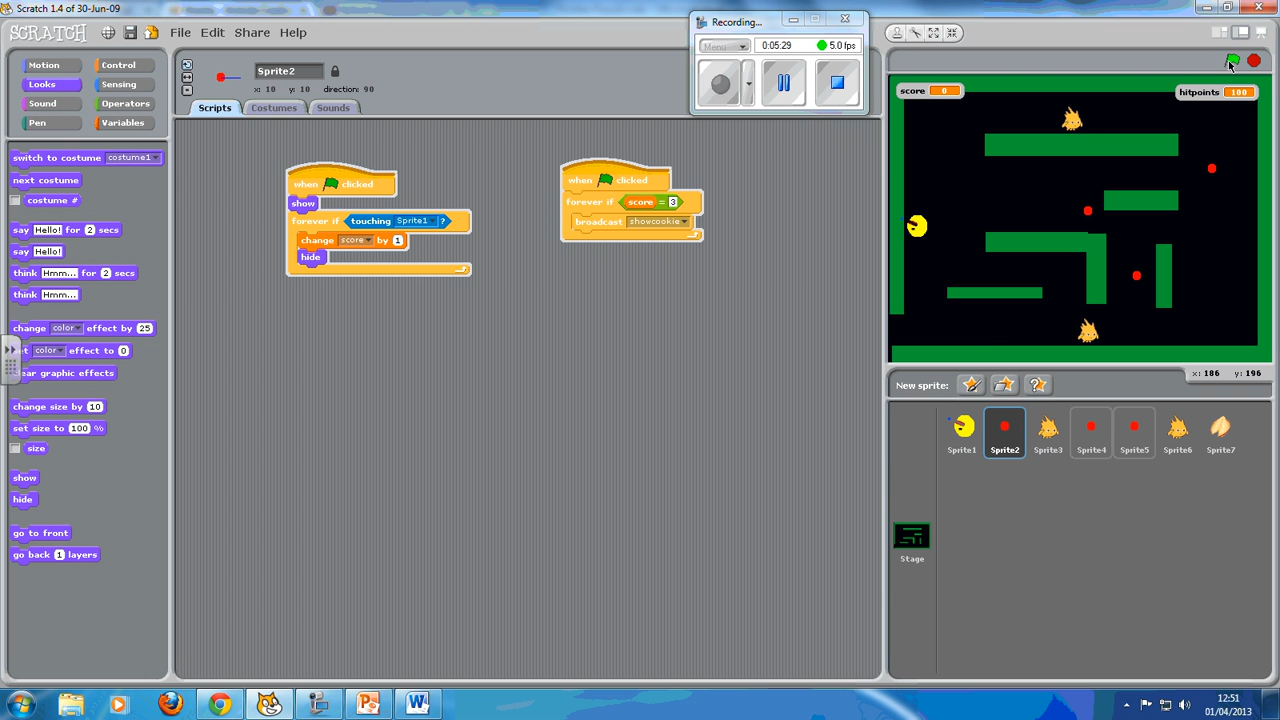 Scratch 1.4 of 30-Jun-09
SCRATCH
File Edit Share Help
Recording...
Menu 0:05:29 5.0 fps
Motion Control
Looks Sensing
Sound Operators
Pen Variables
Sprite2
x: 10 y: 10 direction: 90
Scripts Costumes Sounds
switch to costume costume1
next costume
costume #
say Hello! for 2 secs
say Hello!
think Hmm... for 2 secs
think Hmm...
change color effect by 25
color effect to 0
ear graphic effects
change size by 10
set size to 100 %
size
show
hide
go to front
go back 1 layers
when clicked
show
forever if touching Sprite1 ?
change score by 1
hide
when clicked
forever if score = 3
broadcast showcookie
score 0
hitpoints 100
x: 186 y: 196
New sprite:
Sprite1 Sprite2 Sprite3 Sprite4 Sprite5 Sprite6 Sprite7
Stage
12:51
01/04/2013